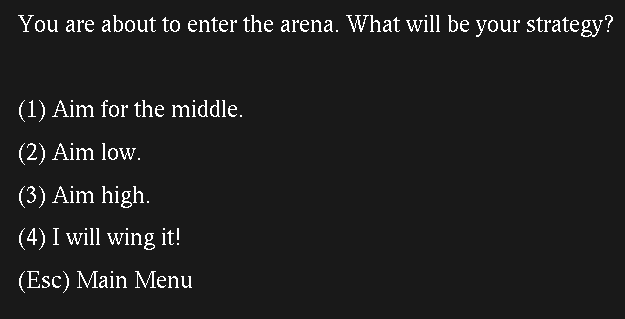 You are about to enter the arena. What will be your strategy?
(1) Aim for the middle.
(2) Aim low.
(3) Aim high.
(4) I will wing it!
(Esc) Main Menu